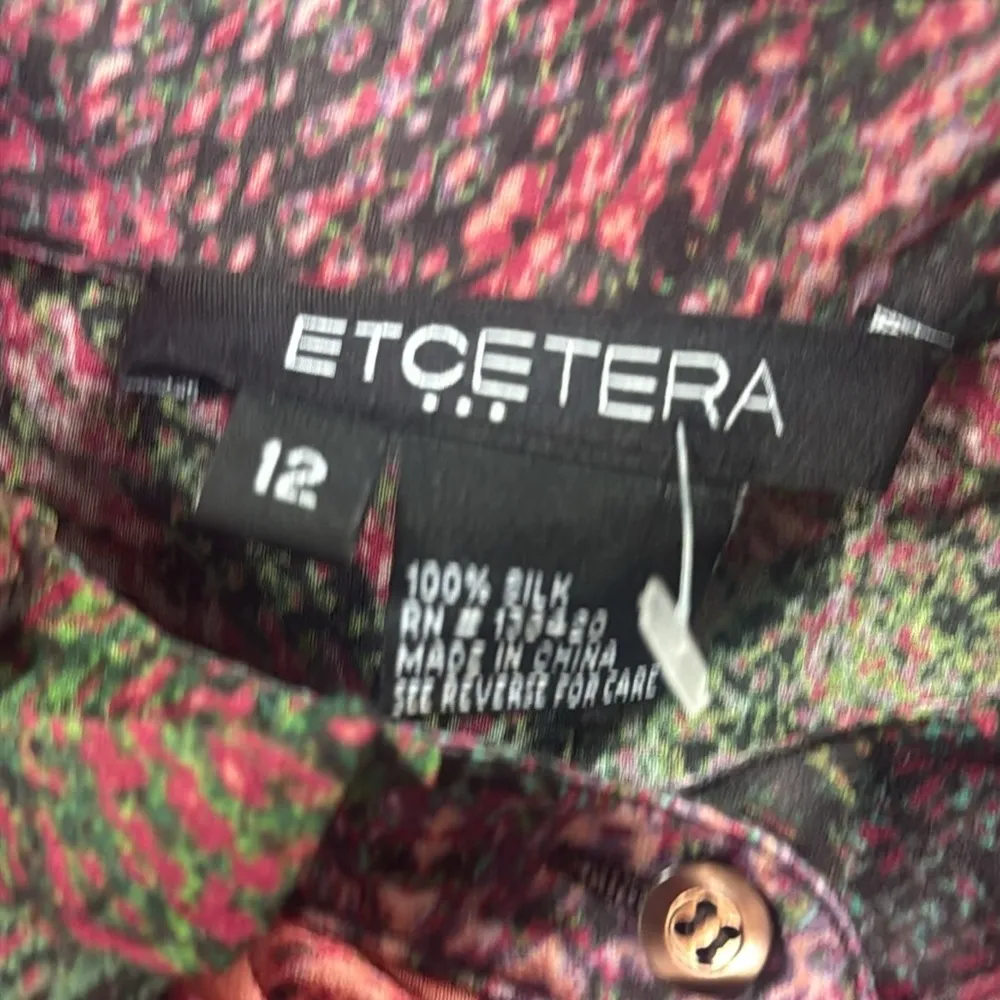 ETCETERA
12
100% SILK
RN #
MADE IN CHINA
SEE REVERSE FOR CARE